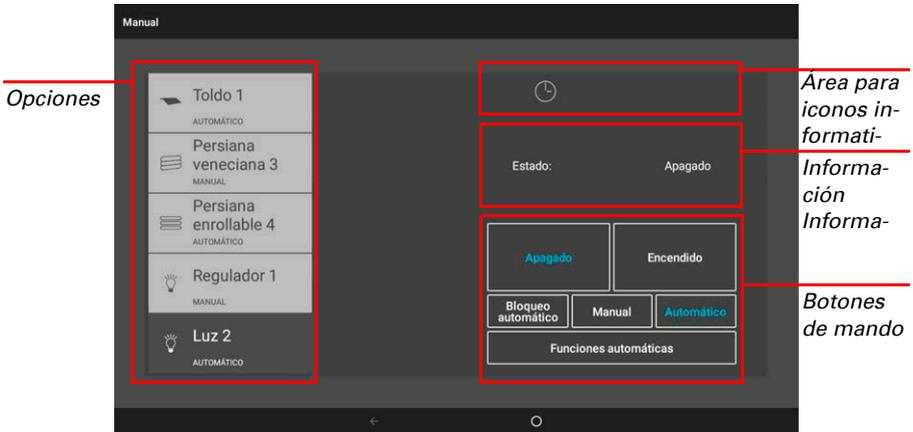 Manual
Opciones
Toldo 1
AUTOMÁTICO
Persiana
veneciana 3
MANUAL
Persiana
enrollable 4
AUTOMÁTICO
Regulador 1
MANUAL
Luz 2
AUTOMÁTICO
Estado: Apagado
Apagado Encendido
Bloqueo
automático
Manual
Automático
Funciones automáticas
Área para
iconos in-
formati-
Informa-
ción
Informa-
Botones
de mando